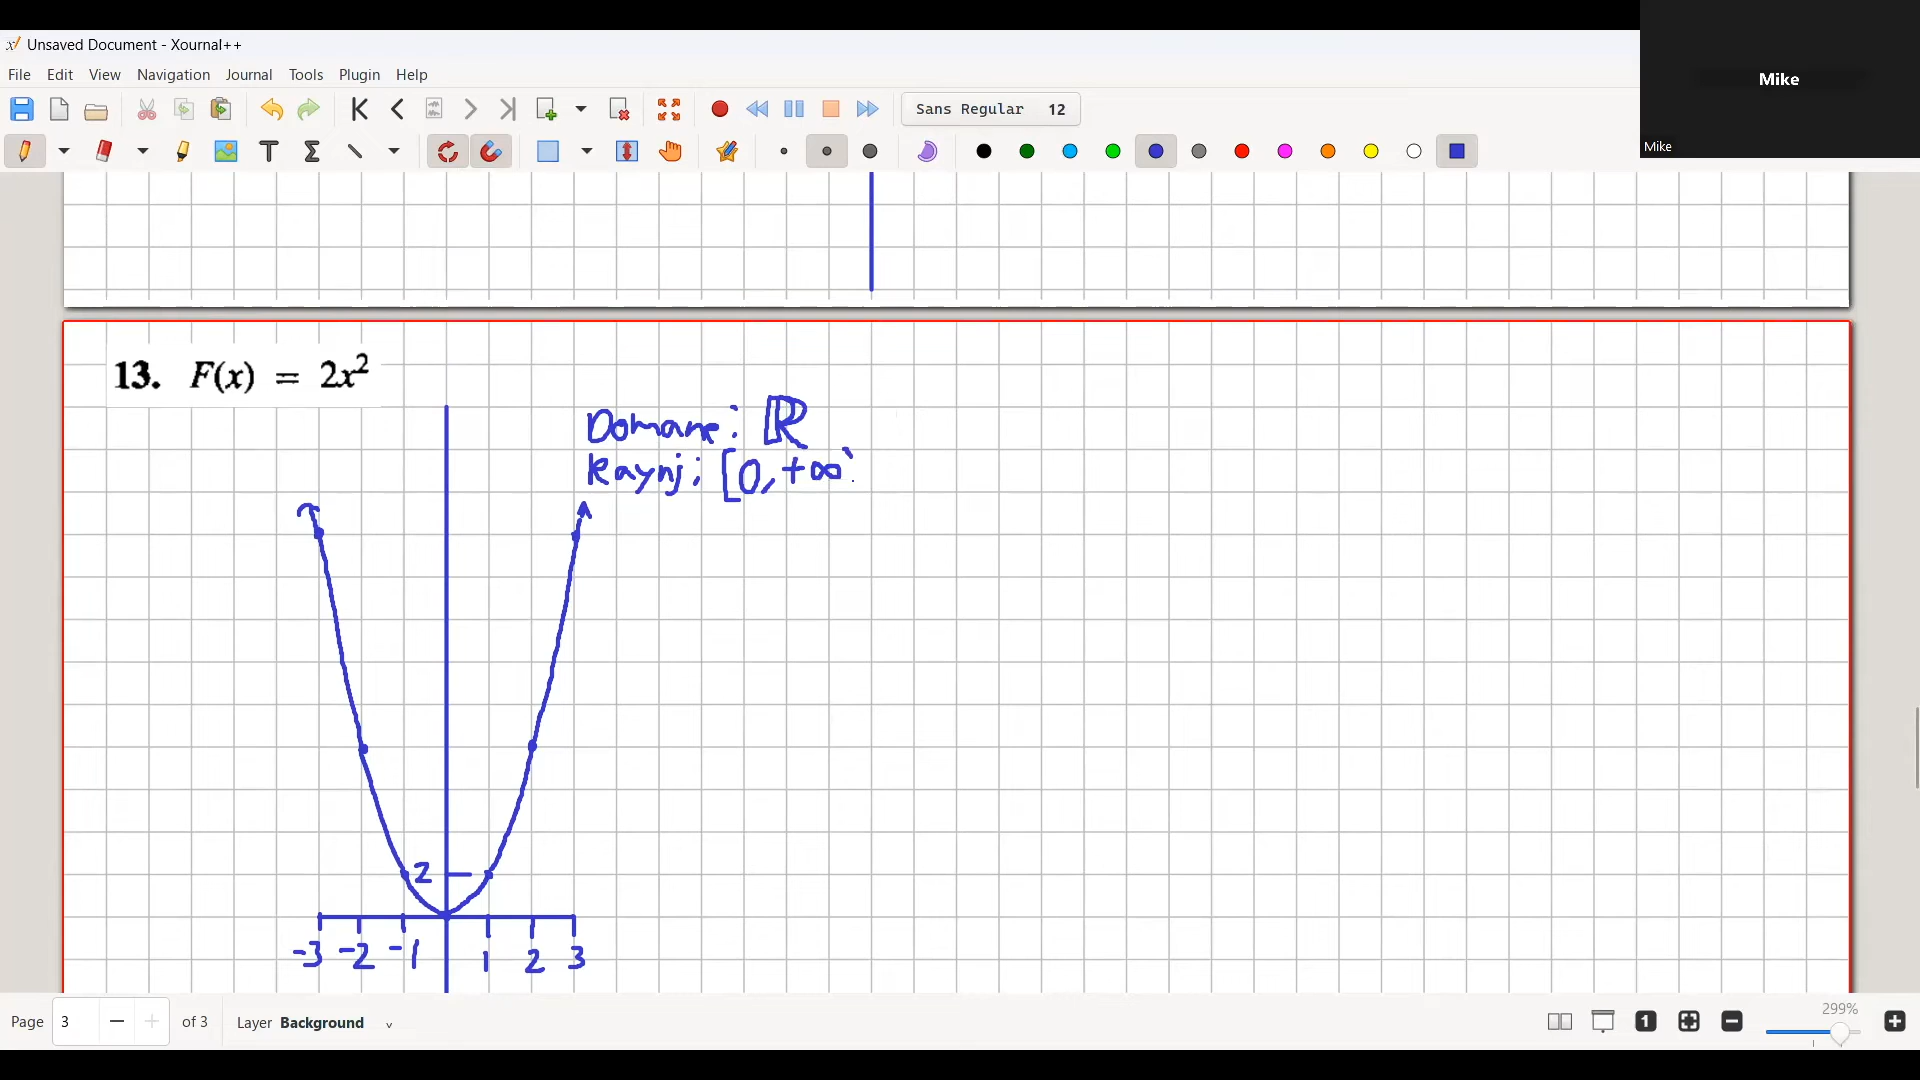 Unsaved Document - Xournal++
File Edit View Navigation Journal Tools Plugin Help
Sans Regular 12
Mike
Mike
13. F(x) = 2x²
Domane: ℝ
Raynj: [0, +∞)
2
-3 -2 -1 1 2 3
Page 3 of 3 Layer Background
299%